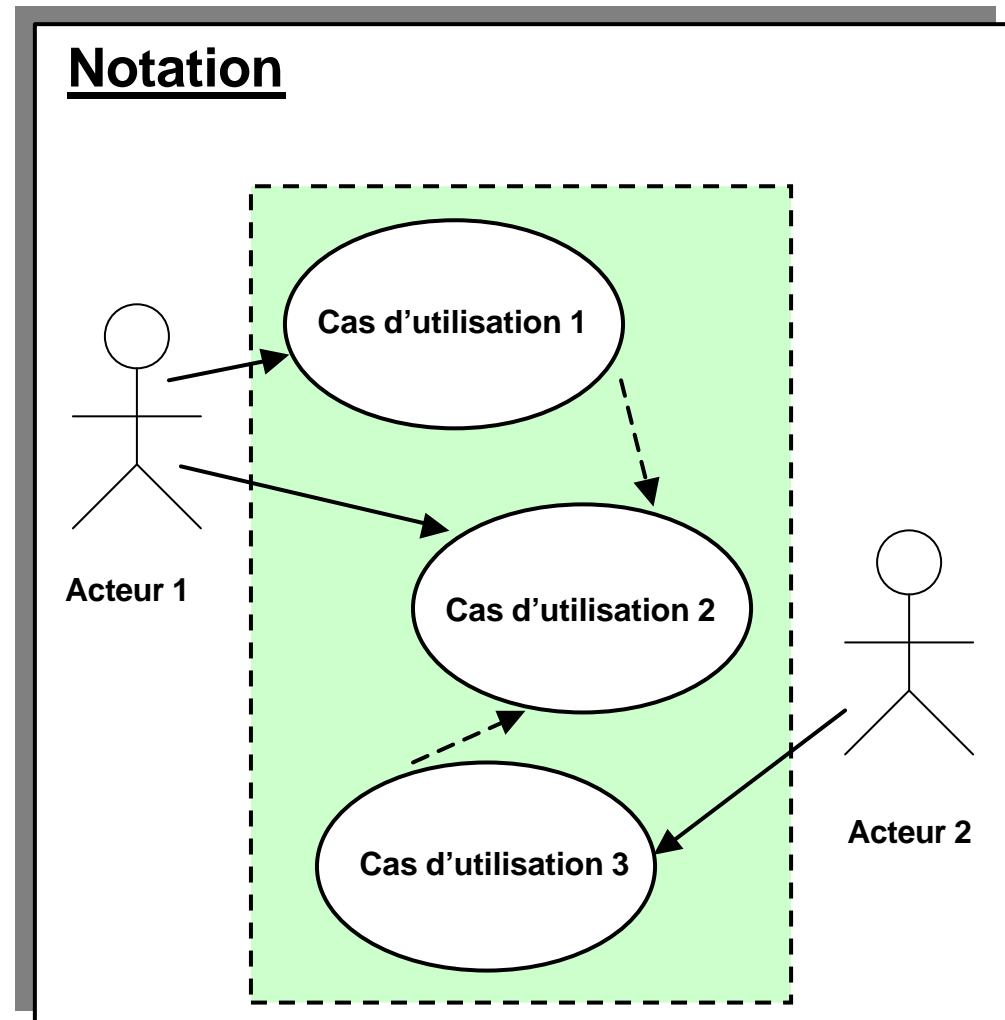 Notation
Cas d’utilisation 1
Acteur 1
Cas d’utilisation 2
Acteur 2
Cas d’utilisation 3